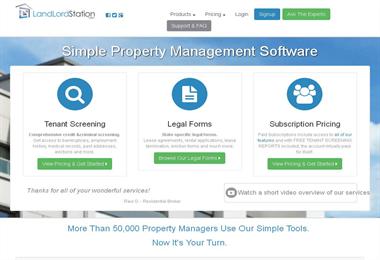 LandLordStation
Products
Pricing
Log In
Signup
Ask The Experts
Support & FAQ
Simple Property Management Software
Tenant Screening
Comprehensive credit & criminal screening.
Get access to bankruptcies, employment
history, medical records, past addresses,
evictions and more.
View Pricing & Get Started
Legal Forms
State specific legal forms.
Lease agreements, rental applications, lease
termination, eviction forms and much more.
Browse Our Legal Forms
Subscription Pricing
Paid Subscriptions include access to all of our
features and with FREE TENANT SCREENING
REPORTS included, the account virtually pays
for itself.
View Pricing & Get Started
Thanks for all of your wonderful services!
Paul G - Residential Broker
Watch a short video overview of our services
More Than 50,000 Property Managers Use Our Simple Tools.
Now It's Your Turn.